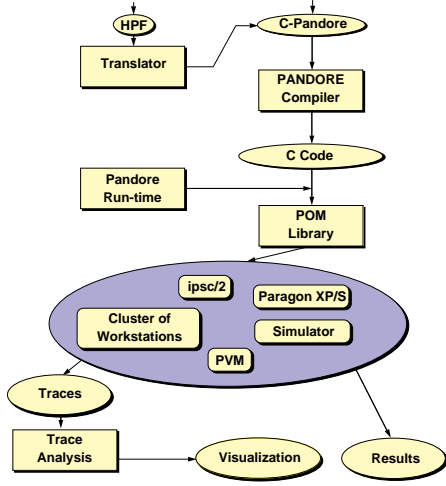 HPF
C-Pandore
Translator
PANDORE
Compiler
C Code
Pandore
Run-time
POM
Library
ipsc/2
Paragon XP/S
Cluster of
Workstations
Simulator
PVM
Traces
Trace
Analysis
Visualization
Results